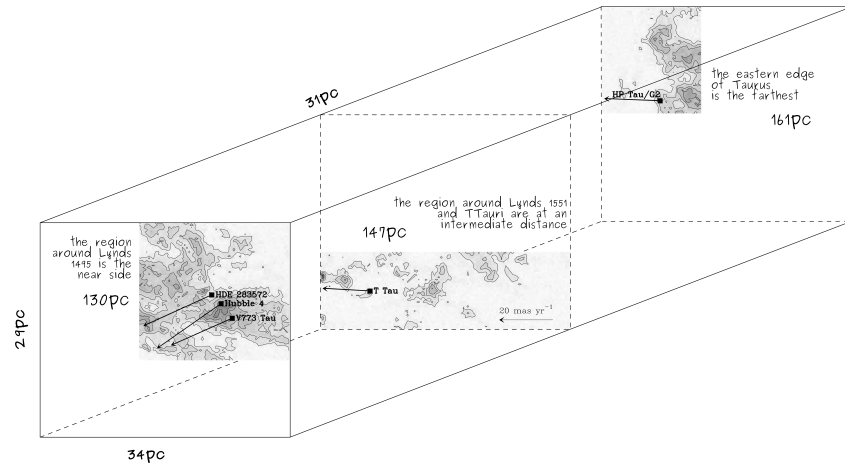 31pc
HP Tau/G2
the eastern edge
of Taurus
is the farthest
161pc
the region around Lynds 1551
and TTauri are at an
intermediate distance
147pc
T Tau
20 mas yr⁻¹
the region
around Lynds
1495 is the
near side
130pc
HDE 283572
Hubble 4
V773 Tau
29pc
34pc